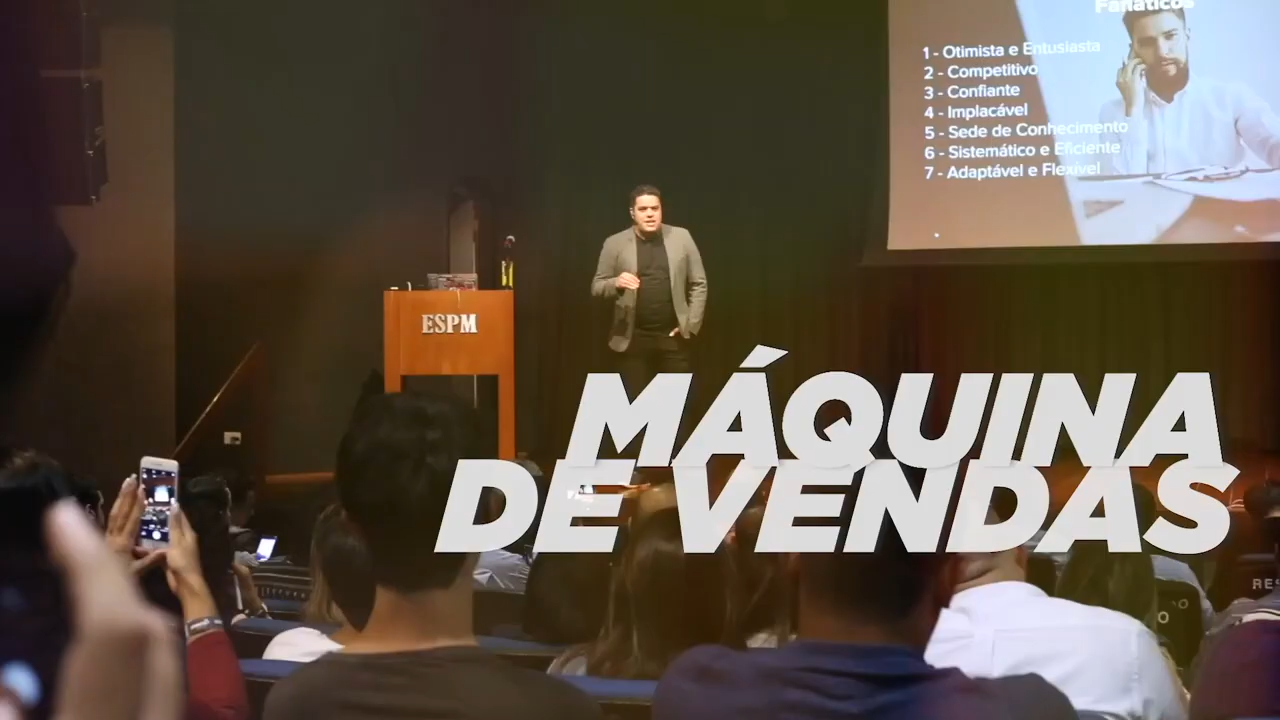 Fanáticos
1 - Otimista e Entusiasta
2 - Competitivo
3 - Confiante
4 - Implacável
5 - Sede de Conhecimento
6 - Sistemático e Eficiente
7 - Adaptável e Flexível
ESPM
MÁQUINA
DE VENDAS